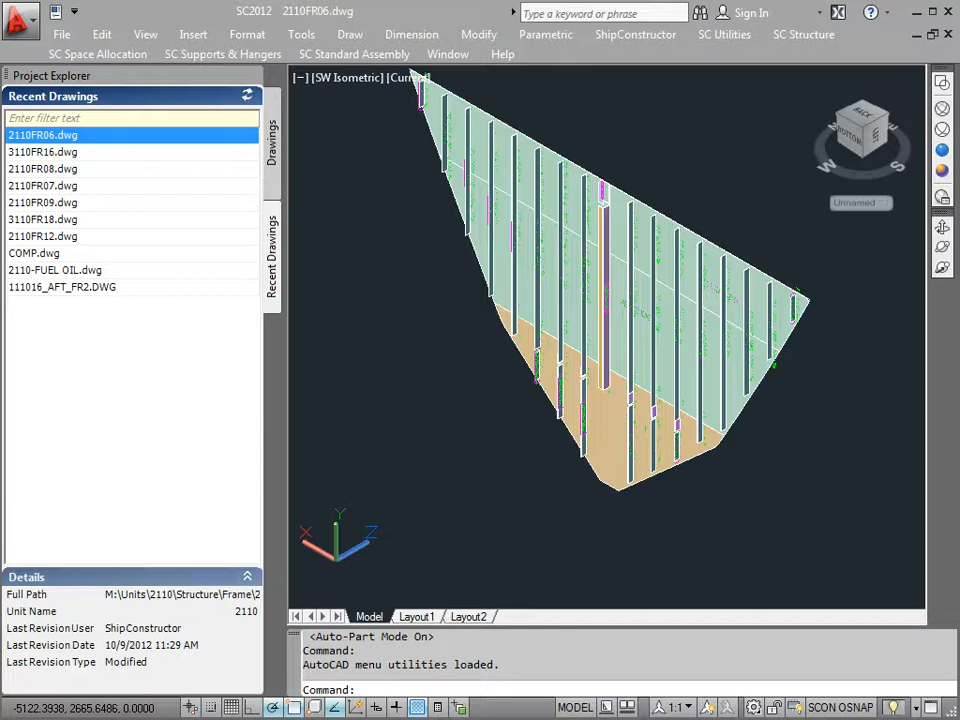 SC2012 2110FR06.dwg
Type a keyword or phrase
Sign In
File Edit View Insert Format Tools Draw Dimension Modify Parametric ShipConstructor SC Utilities SC Structure
SC Space Allocation SC Supports & Hangers SC Standard Assembly Window Help
Project Explorer
Recent Drawings
Enter filter text
2110FR06.dwg
3110FR16.dwg
2110FR08.dwg
2110FR07.dwg
2110FR09.dwg
3110FR18.dwg
2110FR12.dwg
COMP.dwg
2110-FUEL OIL.dwg
111016_AFT_FR2.DWG
Drawings
Recent Drawings
Details
Full Path M:\Units\2110\Structure\Frame\2
Unit Name 2110
Last Revision User ShipConstructor
Last Revision Date 10/9/2012 11:29 AM
Last Revision Type Modified
[−] [SW Isometric] [Current
BACK
BOTTOM
W
S
Unnamed
X
Y
Z
Model Layout1 Layout2
<Auto-Part Mode On>
Command:
AutoCAD menu utilities loaded.
Command:
-5122.3938, 2665.6486, 0.0000
MODEL
1:1
SCON OSNAP